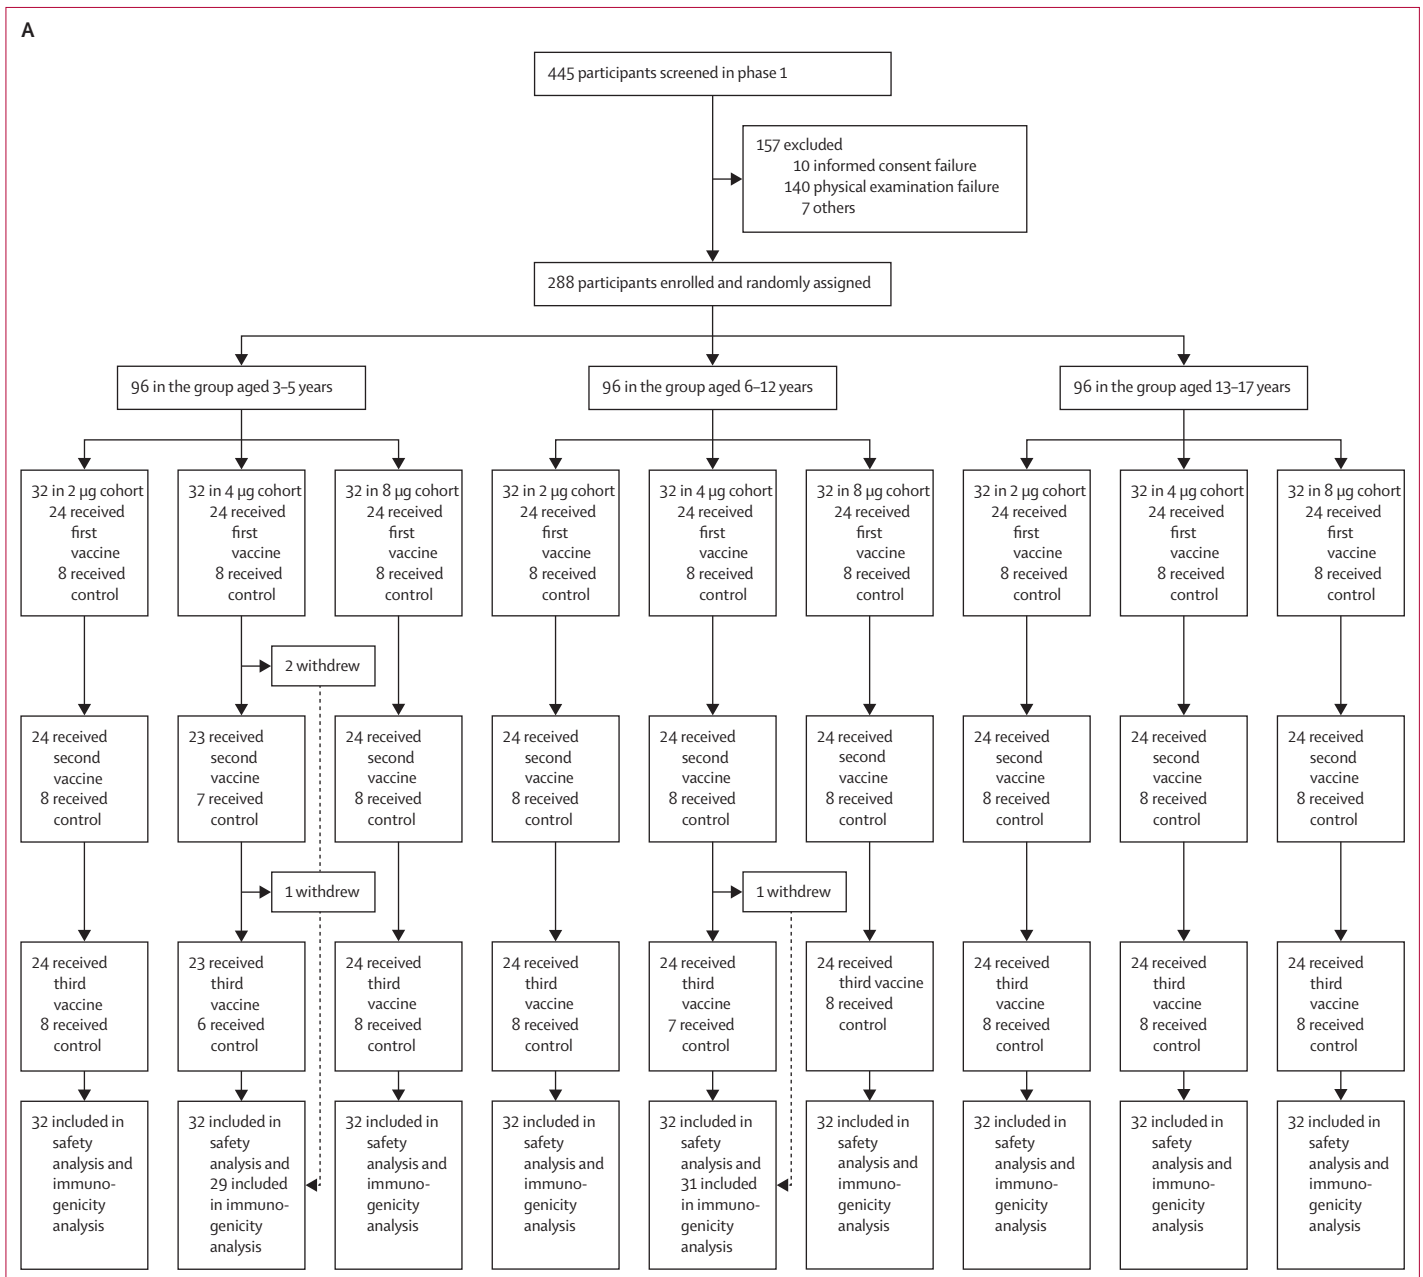 A
445 participants screened in phase 1
157 excluded
10 informed consent failure
140 physical examination failure
7 others
288 participants enrolled and randomly assigned
96 in the group aged 3–5 years
96 in the group aged 6–12 years
96 in the group aged 13–17 years
32 in 2 µg cohort
24 received
first
vaccine
8 received
control
32 in 4 µg cohort
24 received
first
vaccine
8 received
control
32 in 8 µg cohort
24 received
first
vaccine
8 received
control
32 in 2 µg cohort
24 received
first
vaccine
8 received
control
32 in 4 µg cohort
24 received
first
vaccine
8 received
control
32 in 8 µg cohort
24 received
first
vaccine
8 received
control
32 in 2 µg cohort
24 received
first
vaccine
8 received
control
32 in 4 µg cohort
24 received
first
vaccine
8 received
control
32 in 8 µg cohort
24 received
first
vaccine
8 received
control
2 withdrew
24 received
second
vaccine
8 received
control
23 received
second
vaccine
7 received
control
24 received
second
vaccine
8 received
control
24 received
second
vaccine
8 received
control
24 received
second
vaccine
8 received
control
24 received
second
vaccine
8 received
control
24 received
second
vaccine
8 received
control
24 received
second
vaccine
8 received
control
24 received
second
vaccine
8 received
control
1 withdrew
1 withdrew
24 received
third
vaccine
8 received
control
23 received
third
vaccine
6 received
control
24 received
third
vaccine
8 received
control
24 received
third
vaccine
8 received
control
24 received
third
vaccine
7 received
control
24 received
third vaccine
8 received
control
24 received
third
vaccine
8 received
control
24 received
third
vaccine
8 received
control
24 received
third
vaccine
8 received
control
32 included in
safety
analysis and
immuno-
genicity
analysis
32 included in
safety
analysis and
29 included
in immuno-
genicity
analysis
32 included in
safety
analysis and
immuno-
genicity
analysis
32 included in
safety
analysis and
immuno-
genicity
analysis
32 included in
safety
analysis and
31 included
in immuno-
genicity
analysis
32 included in
safety
analysis and
immuno-
genicity
analysis
32 included in
safety
analysis and
immuno-
genicity
analysis
32 included in
safety
analysis and
immuno-
genicity
analysis
32 included in
safety
analysis and
immuno-
genicity
analysis